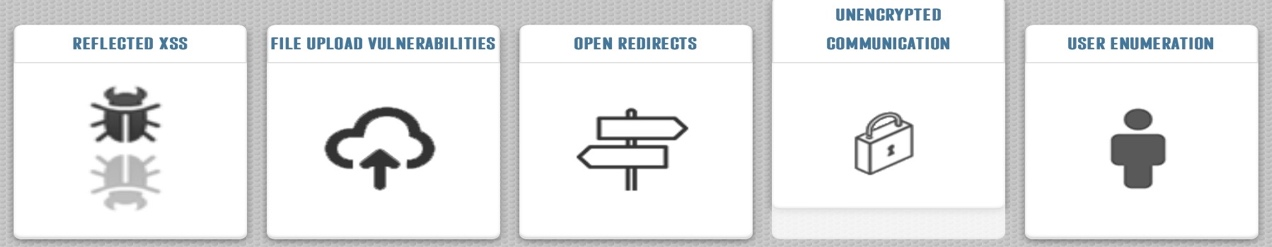 REFLECTED XSS
FILE UPLOAD VULNERABILITIES
OPEN REDIRECTS
UNENCRYPTED
COMMUNICATION
USER ENUMERATION